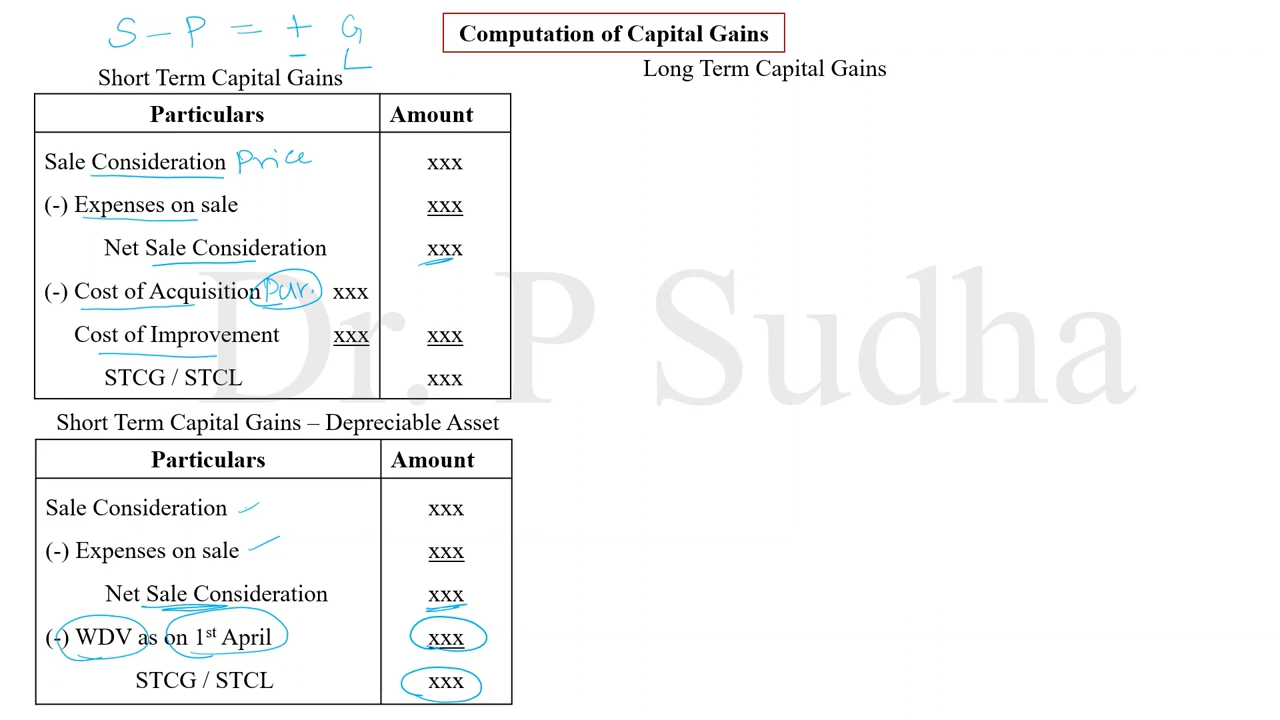 S - P = + G
- L
Computation of Capital Gains
Short Term Capital Gains
Particulars Amount
Sale Consideration Price xxx
(-) Expenses on sale xxx
Net Sale Consideration xxx
(-) Cost of Acquisition Pur. xxx
Cost of Improvement xxx xxx
STCG / STCL xxx
Short Term Capital Gains – Depreciable Asset
Particulars Amount
Sale Consideration xxx
(-) Expenses on sale xxx
Net Sale Consideration xxx
(-) WDV as on 1st April xxx
STCG / STCL xxx
Long Term Capital Gains
Dr. P Sudha